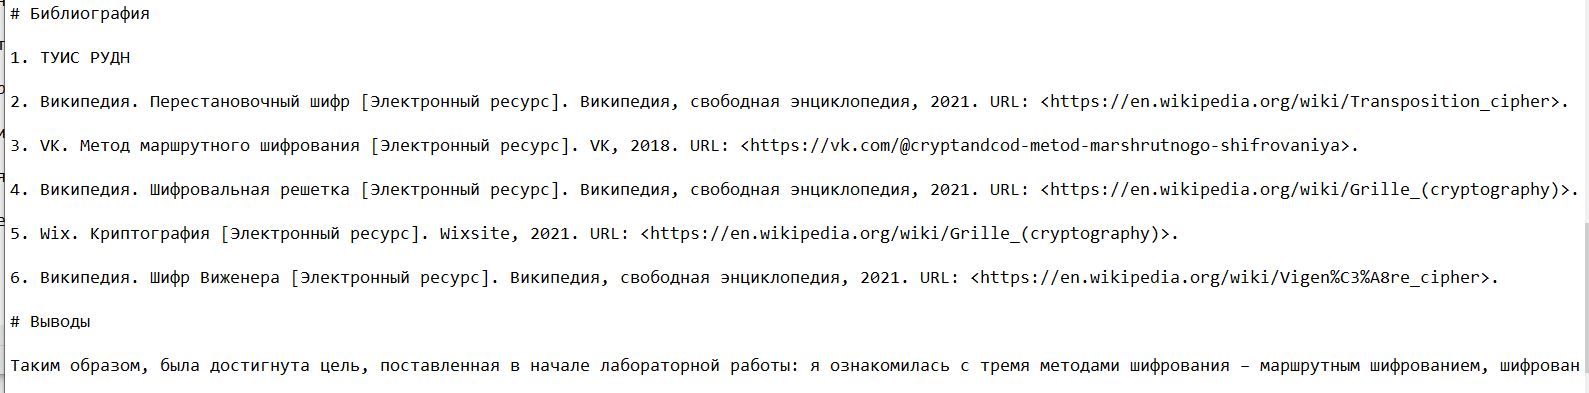 # Библиография
1. ТУИС РУДН
2. Википедия. Перестановочный шифр [Электронный ресурс]. Википедия, свободная энциклопедия, 2021. URL: <https://en.wikipedia.org/wiki/Transposition_cipher>.
3. VK. Метод маршрутного шифрования [Электронный ресурс]. VK, 2018. URL: <https://vk.com/@cryptandcod-metod-marshrutnogo-shifrovaniya>.
4. Википедия. Шифровальная решетка [Электронный ресурс]. Википедия, свободная энциклопедия, 2021. URL: <https://en.wikipedia.org/wiki/Grille_(cryptography)>.
5. Wix. Криптография [Электронный ресурс]. Wixsite, 2021. URL: <https://en.wikipedia.org/wiki/Grille_(cryptography)>.
6. Википедия. Шифр Виженера [Электронный ресурс]. Википедия, свободная энциклопедия, 2021. URL: <https://en.wikipedia.org/wiki/Vigen%C3%A8re_cipher>.
# Выводы
Таким образом, была достигнута цель, поставленная в начале лабораторной работы: я ознакомилась с тремя методами шифрования – маршрутным шифрованием, шифрован